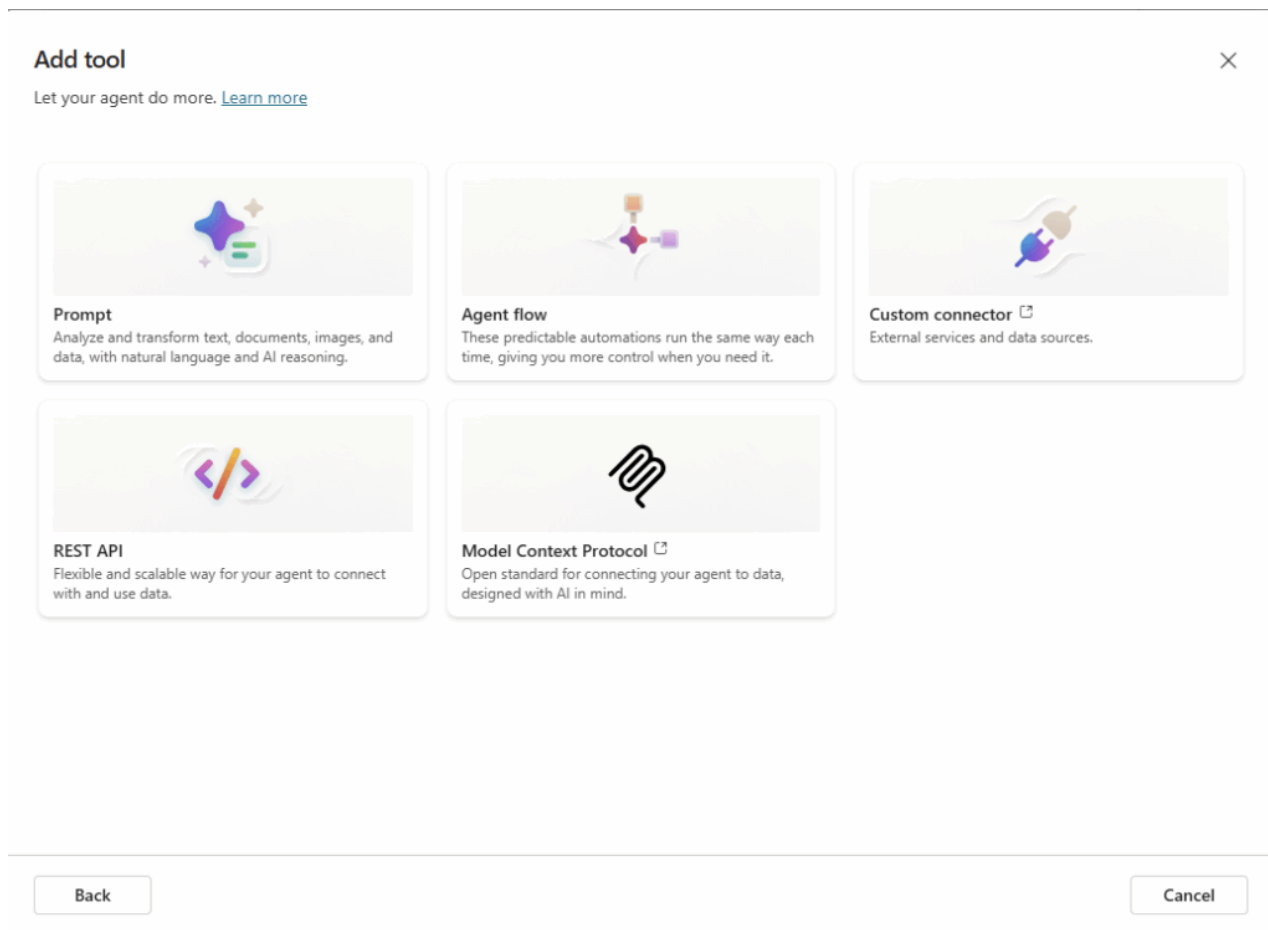 Add tool
Let your agent do more. Learn more
Prompt
Analyze and transform text, documents, images, and
data, with natural language and AI reasoning.
Agent flow
These predictable automations run the same way each
time, giving you more control when you need it.
Custom connector
External services and data sources.
REST API
Flexible and scalable way for your agent to connect
with and use data.
Model Context Protocol
Open standard for connecting your agent to data,
designed with AI in mind.
Back
Cancel